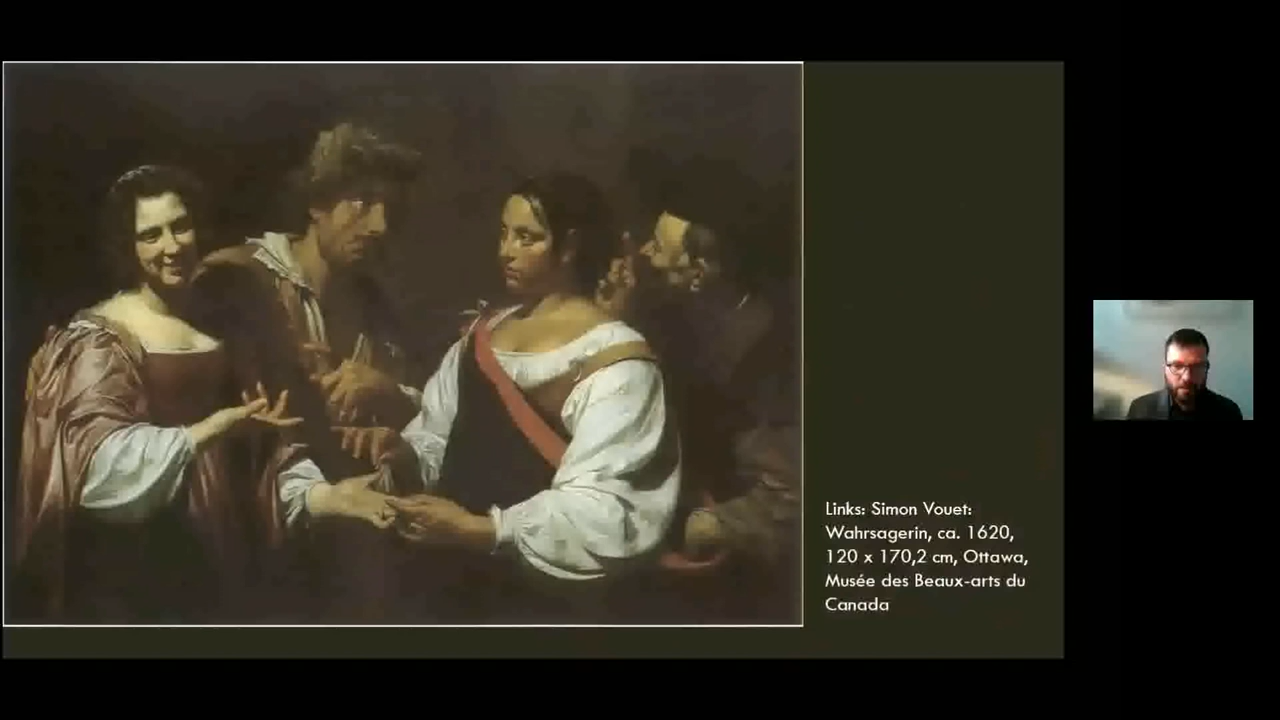 Links: Simon Vouet:
Wahrsagerin, ca. 1620,
120 x 170,2 cm, Ottawa,
Musée des Beaux-arts du
Canada